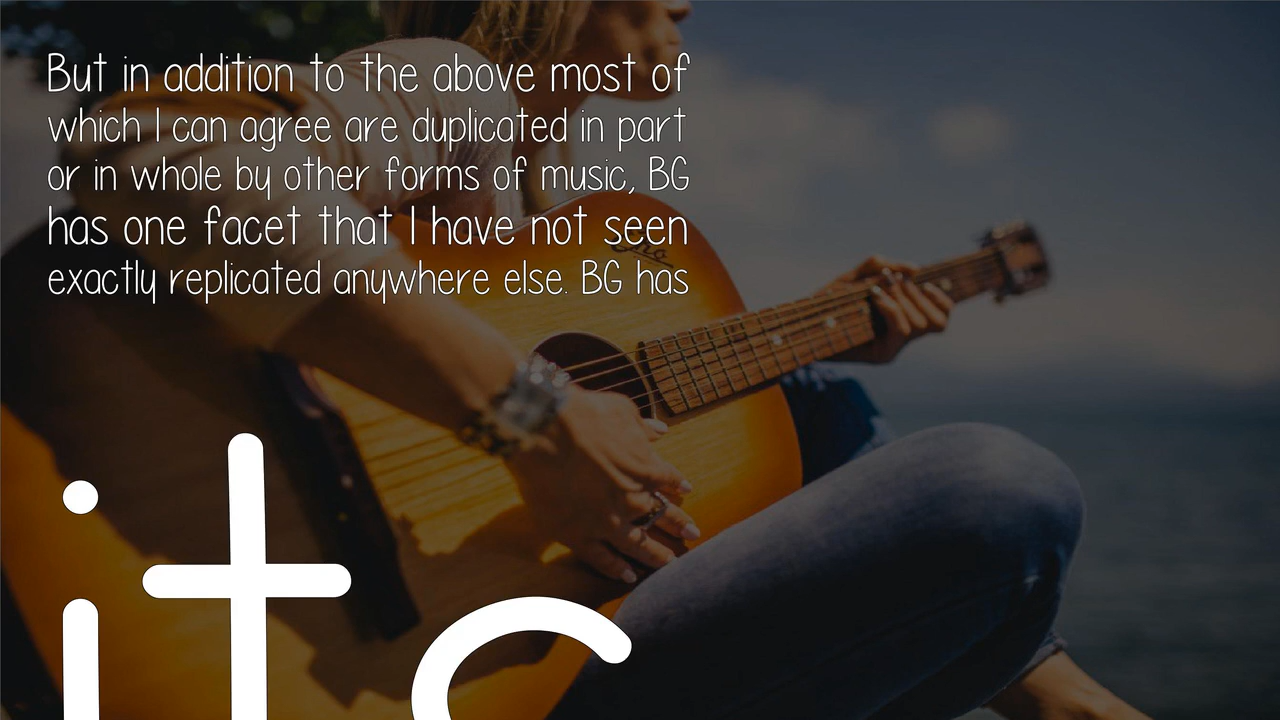 But in addition to the above most of
which I can agree are duplicated in part
or in whole by other forms of music, BG
has one facet that I have not seen
exactly replicated anywhere else. BG has
its